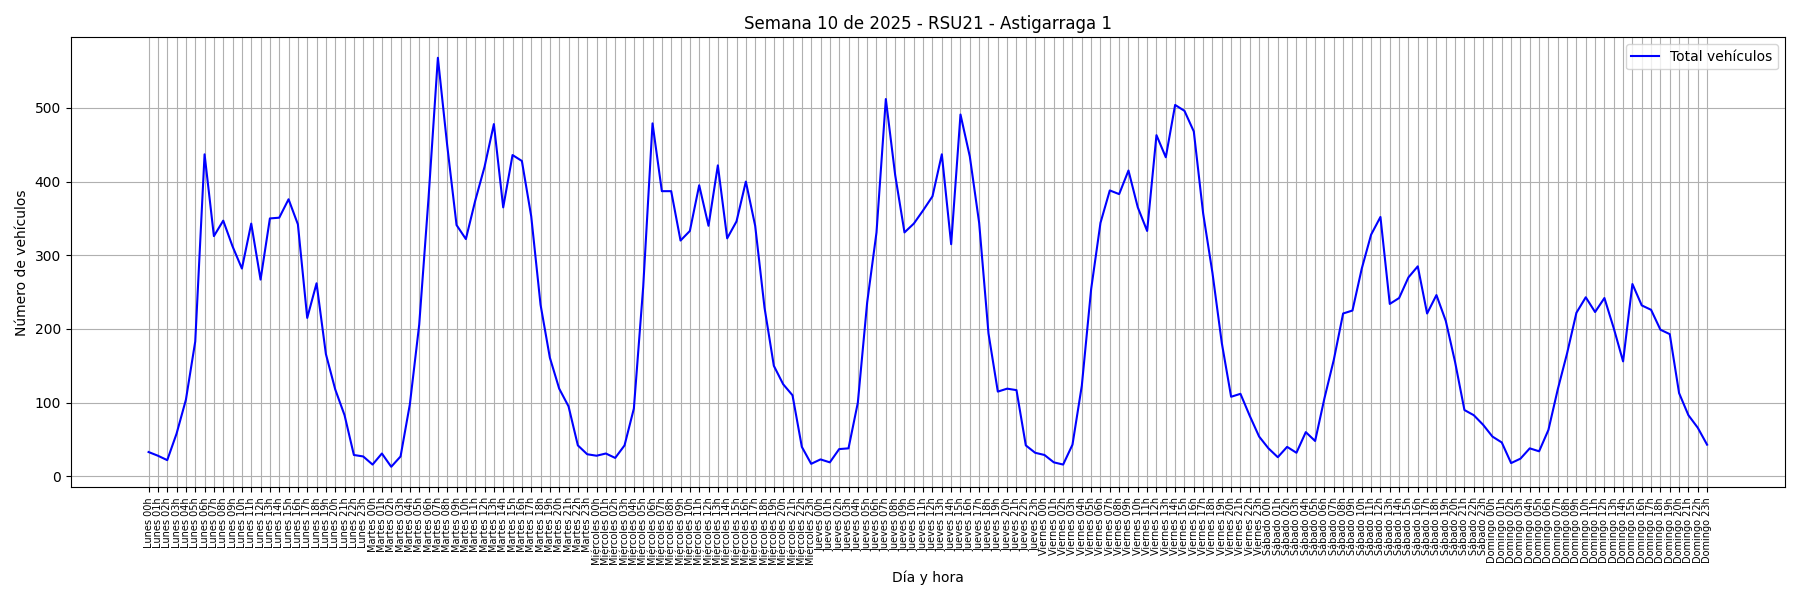 Semana 10 de 2025 - RSU21 - Astigarraga 1
Total vehículos
Número de vehículos
500
400
300
200
100
0
Lunes 00h
Lunes 01h
Lunes 02h
Lunes 03h
Lunes 04h
Lunes 05h
Lunes 06h
Lunes 07h
Lunes 08h
Lunes 09h
Lunes 10h
Lunes 11h
Lunes 12h
Lunes 13h
Lunes 14h
Lunes 15h
Lunes 16h
Lunes 17h
Lunes 18h
Lunes 19h
Lunes 20h
Lunes 21h
Lunes 22h
Lunes 23h
Martes 00h
Martes 01h
Martes 02h
Martes 03h
Martes 04h
Martes 05h
Martes 06h
Martes 07h
Martes 08h
Martes 09h
Martes 10h
Martes 11h
Martes 12h
Martes 13h
Martes 14h
Martes 15h
Martes 16h
Martes 17h
Martes 18h
Martes 19h
Martes 20h
Martes 21h
Martes 22h
Martes 23h
Miércoles 00h
Miércoles 01h
Miércoles 02h
Miércoles 03h
Miércoles 04h
Miércoles 05h
Miércoles 06h
Miércoles 07h
Miércoles 08h
Miércoles 09h
Miércoles 10h
Miércoles 11h
Miércoles 12h
Miércoles 13h
Miércoles 14h
Miércoles 15h
Miércoles 16h
Miércoles 17h
Miércoles 18h
Miércoles 19h
Miércoles 20h
Miércoles 21h
Miércoles 22h
Miércoles 23h
Jueves 00h
Jueves 01h
Jueves 02h
Jueves 03h
Jueves 04h
Jueves 05h
Jueves 06h
Jueves 07h
Jueves 08h
Jueves 09h
Jueves 10h
Jueves 11h
Jueves 12h
Jueves 13h
Jueves 14h
Jueves 15h
Jueves 16h
Jueves 17h
Jueves 18h
Jueves 19h
Jueves 20h
Jueves 21h
Jueves 22h
Jueves 23h
Viernes 00h
Viernes 01h
Viernes 02h
Viernes 03h
Viernes 04h
Viernes 05h
Viernes 06h
Viernes 07h
Viernes 08h
Viernes 09h
Viernes 10h
Viernes 11h
Viernes 12h
Viernes 13h
Viernes 14h
Viernes 15h
Viernes 16h
Viernes 17h
Viernes 18h
Viernes 19h
Viernes 20h
Viernes 21h
Viernes 22h
Viernes 23h
Sábado 00h
Sábado 01h
Sábado 02h
Sábado 03h
Sábado 04h
Sábado 05h
Sábado 06h
Sábado 07h
Sábado 08h
Sábado 09h
Sábado 10h
Sábado 11h
Sábado 12h
Sábado 13h
Sábado 14h
Sábado 15h
Sábado 16h
Sábado 17h
Sábado 18h
Sábado 19h
Sábado 20h
Sábado 21h
Sábado 22h
Sábado 23h
Domingo 00h
Domingo 01h
Domingo 02h
Domingo 03h
Domingo 04h
Domingo 05h
Domingo 06h
Domingo 07h
Domingo 08h
Domingo 09h
Domingo 10h
Domingo 11h
Domingo 12h
Domingo 13h
Domingo 14h
Domingo 15h
Domingo 16h
Domingo 17h
Domingo 18h
Domingo 19h
Domingo 20h
Domingo 21h
Domingo 22h
Domingo 23h
Día y hora